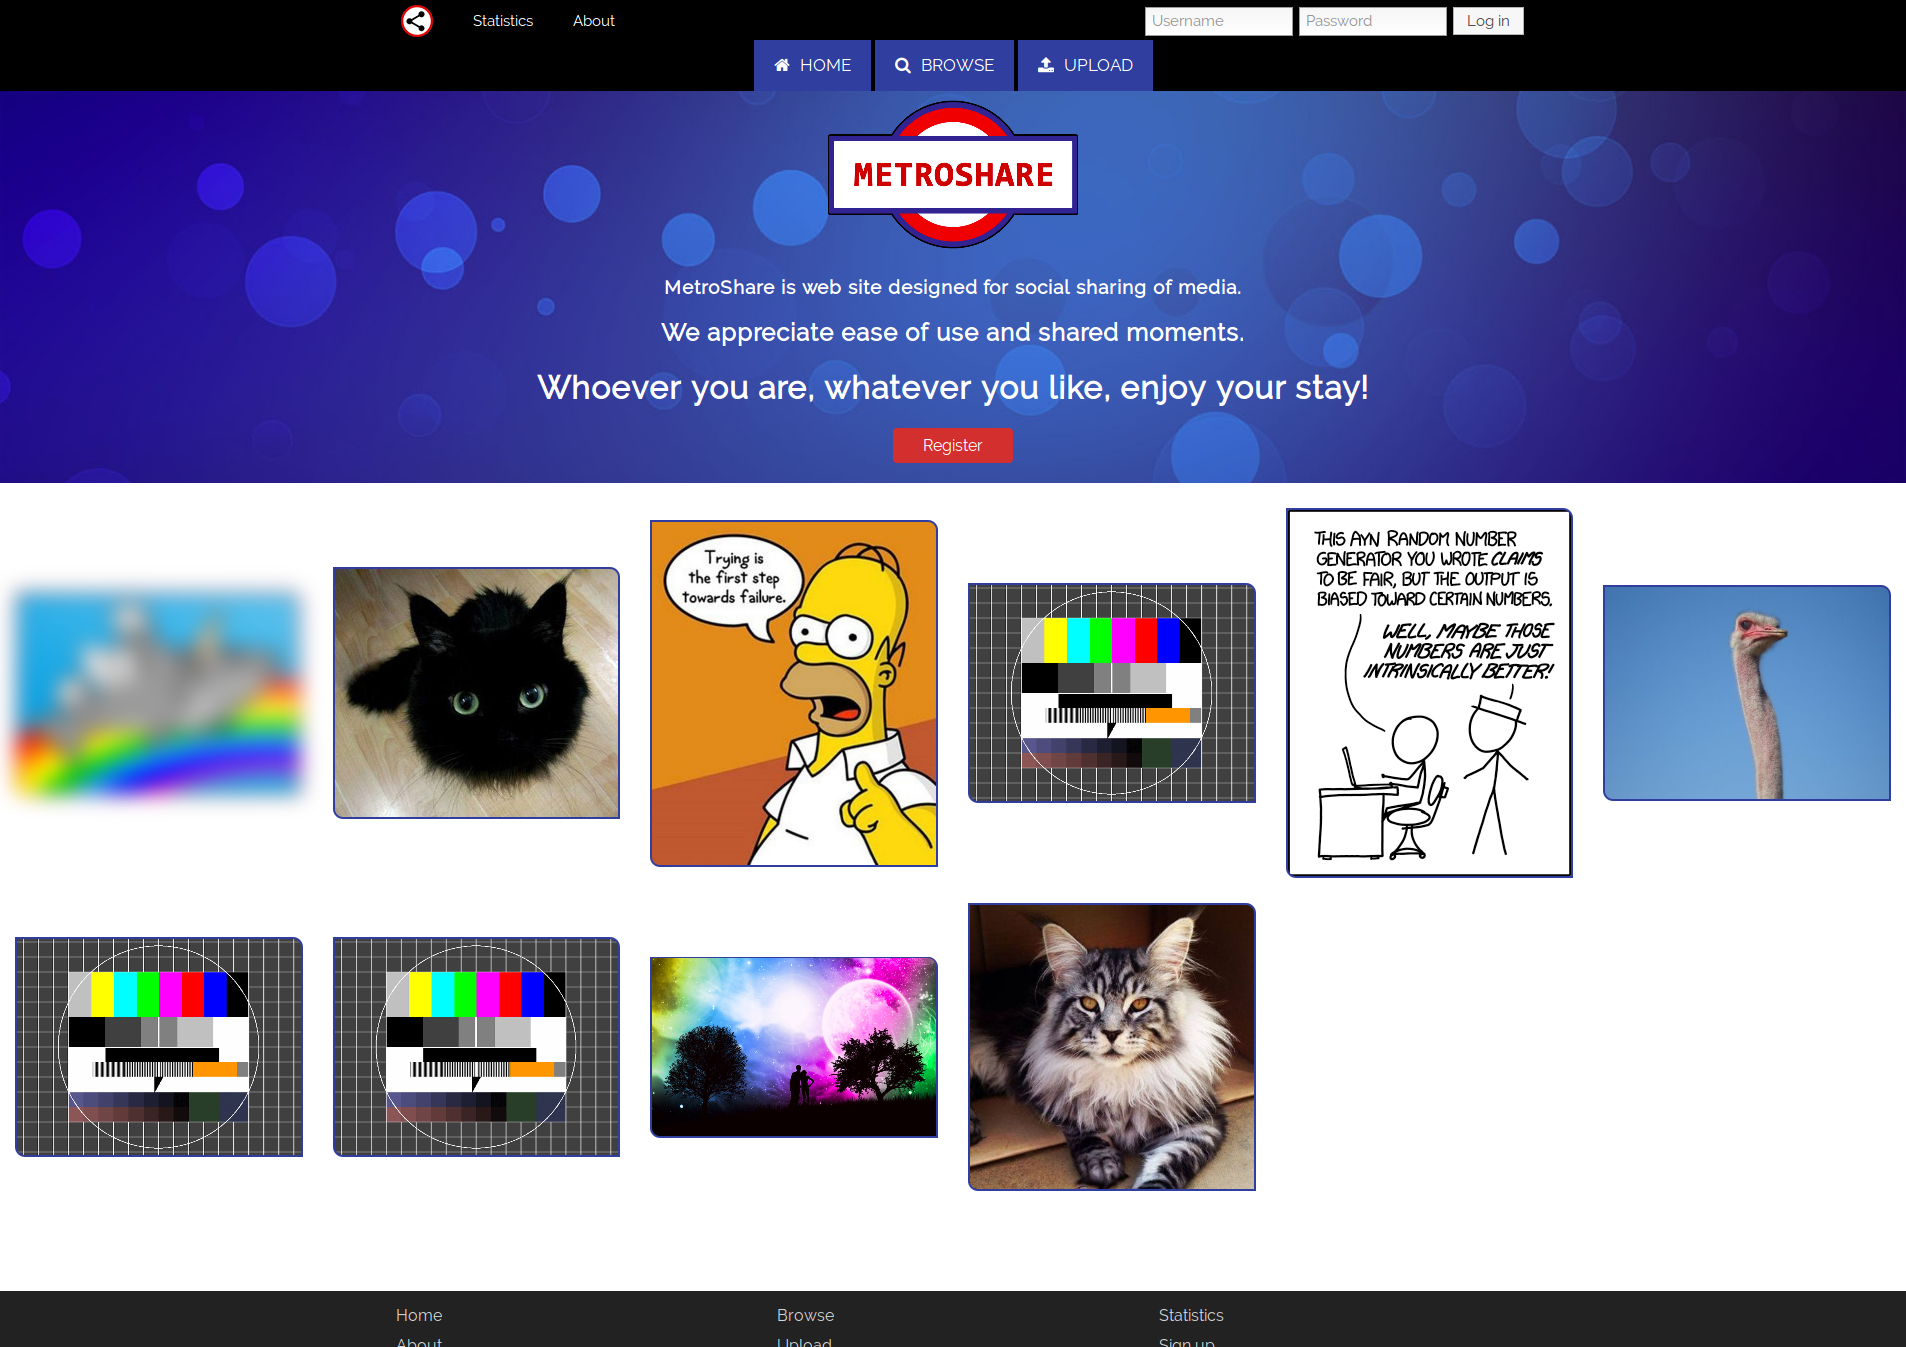 Statistics About Username Password Log in
HOME BROWSE UPLOAD
METROSHARE
MetroShare is web site designed for social sharing of media.
We appreciate ease of use and shared moments.
Whoever you are, whatever you like, enjoy your stay!
Register
Trying is
the first step
towards failure.
THIS AYN RANDOM NUMBER
GENERATOR YOU WROTE CLAIMS
TO BE FAIR, BUT THE OUTPUT IS
BIASED TOWARD CERTAIN NUMBERS.
WELL, MAYBE THOSE
NUMBERS ARE JUST
INTRINSICALLY BETTER!
Home Browse Statistics
About Upload Sign up